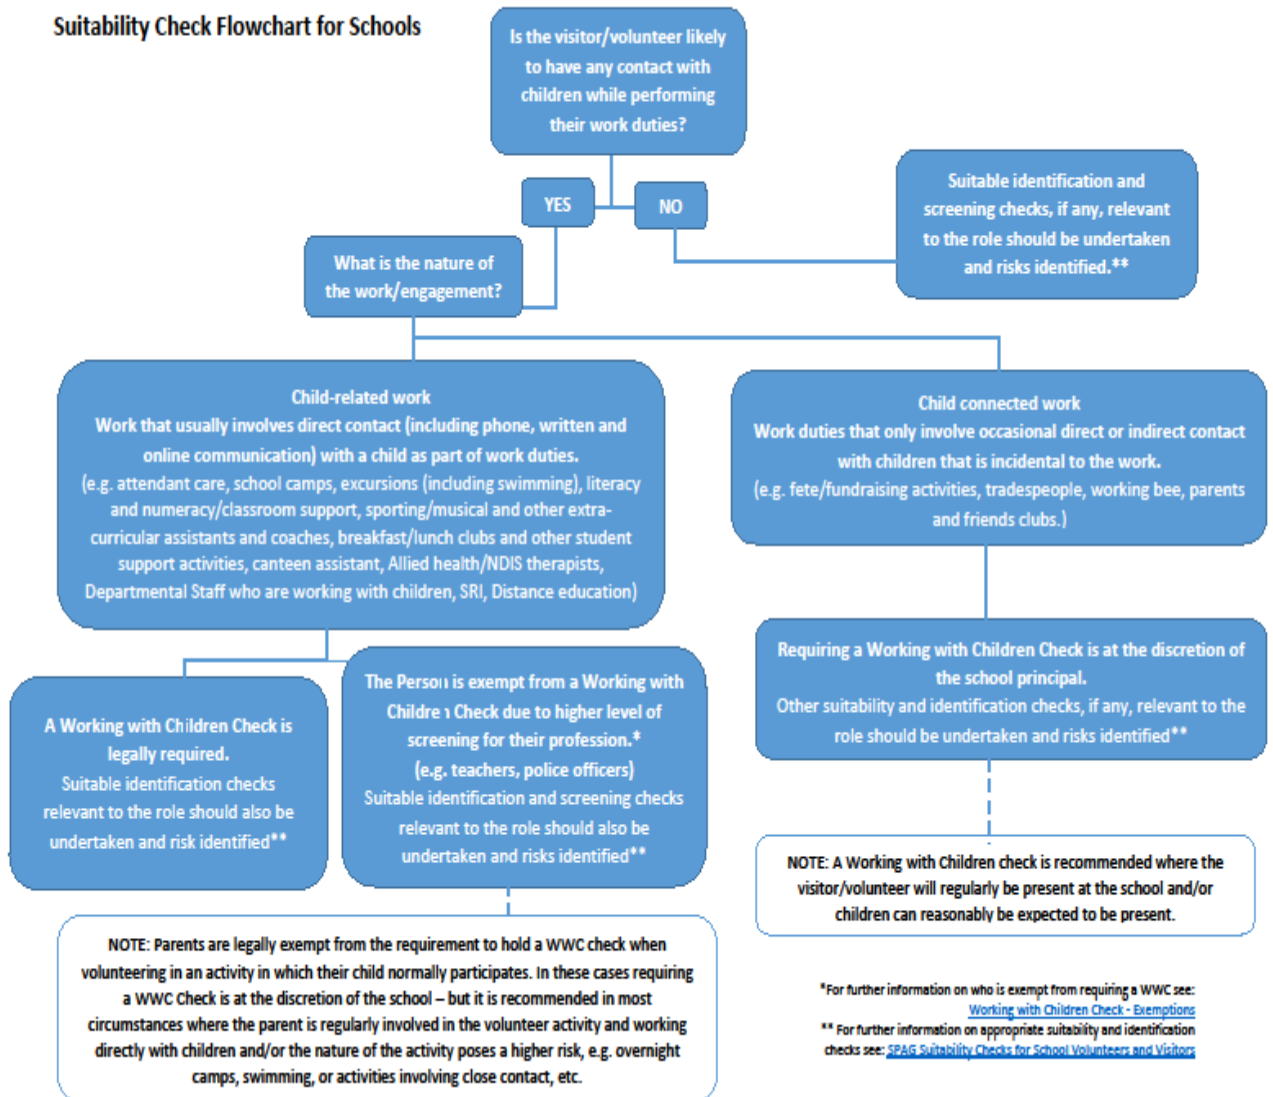 Suitability Check Flowchart for Schools
Is the visitor/volunteer likely
to have any contact with
children while performing
their work duties?
YES
NO
Suitable identification and
screening checks, if any, relevant
to the role should be undertaken
and risks identified.**
What is the nature of
the work/engagement?
Child-related work
Work that usually involves direct contact (including phone, written and
online communication) with a child as part of work duties.
(e.g. attendant care, school camps, excursions (including swimming), literacy
and numeracy/classroom support, sporting/musical and other extra-
curricular assistants and coaches, breakfast/lunch clubs and other student
support activities, canteen assistant, Allied health/NDIS therapists,
Departmental Staff who are working with children, SRI, Distance education)
Child connected work
Work duties that only involve occasional direct or indirect contact
with children that is incidental to the work.
(e.g. fete/fundraising activities, tradespeople, working bee, parents
and friends clubs.)
A Working with Children Check is
legally required.
Suitable identification checks
relevant to the role should also be
undertaken and risk identified**
The Person is exempt from a Working with
Children Check due to higher level of
screening for their profession.*
(e.g. teachers, police officers)
Suitable identification and screening checks
relevant to the role should also be
undertaken and risks identified**
Requiring a Working with Children Check is at the discretion of
the school principal.
Other suitability and identification checks, if any, relevant to the
role should be undertaken and risks identified**
NOTE: A Working with Children check is recommended where the
visitor/volunteer will regularly be present at the school and/or
children can reasonably be expected to be present.
NOTE: Parents are legally exempt from the requirement to hold a WWC check when
volunteering in an activity in which their child normally participates. In these cases requiring
a WWC Check is at the discretion of the school – but it is recommended in most
circumstances where the parent is regularly involved in the volunteer activity and working
directly with children and/or the nature of the activity poses a higher risk, e.g. overnight
camps, swimming, or activities involving close contact, etc.
*For further information on who is exempt from requiring a WWC see:
Working with Children Check - Exemptions
** For further information on appropriate suitability and identification
checks see: SPAG Suitability Checks for School Volunteers and Visitors